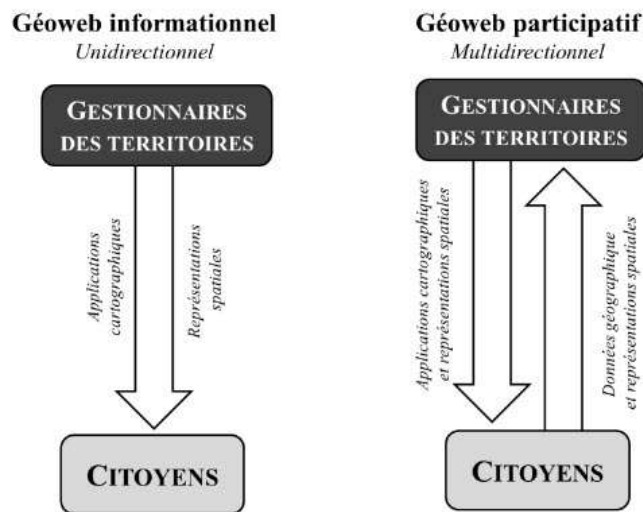 Géoweb informationnel
Unidirectionnel
GESTIONNAIRES
DES TERRITOIRES
Applications
cartographiques
Représentations
spatiales
CITOYENS
Géoweb participatif
Multidirectionnel
GESTIONNAIRES
DES TERRITOIRES
Applications cartographiques
et représentations spatiales
Données géographique
et représentations spatiales
CITOYENS